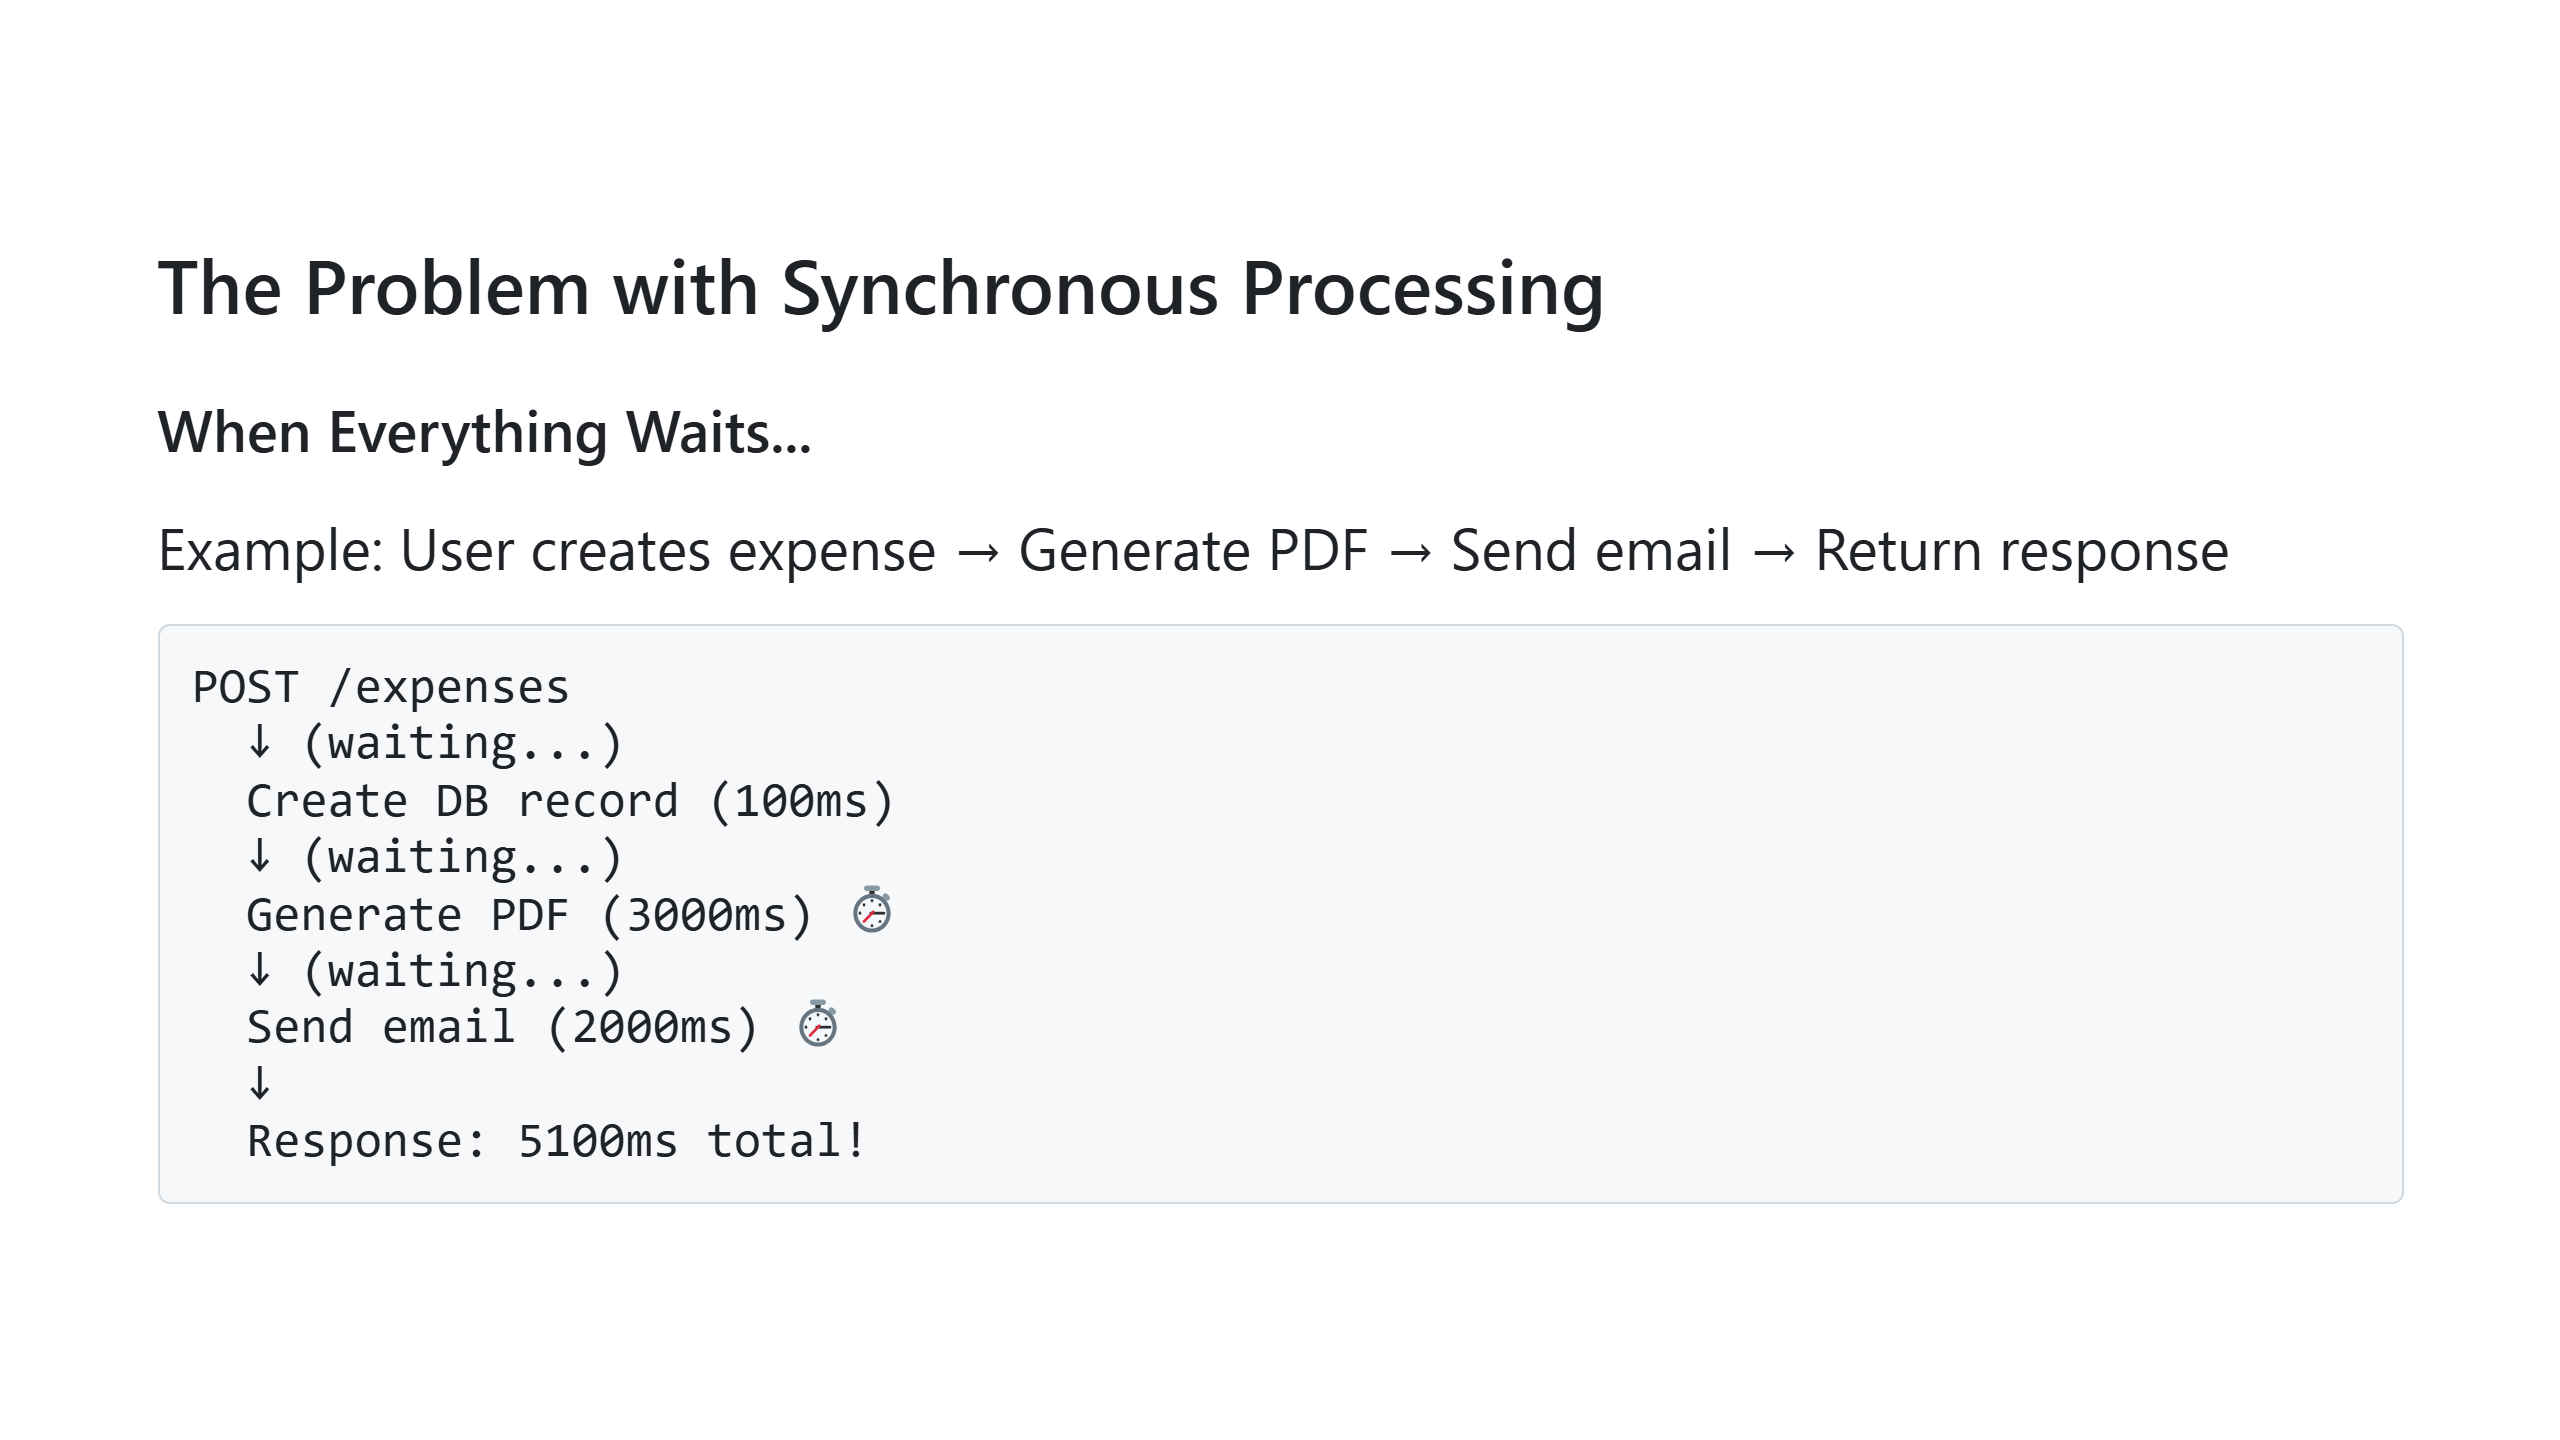 The Problem with Synchronous Processing
When Everything Waits...
Example: User creates expense → Generate PDF → Send email → Return response
POST /expenses
  ↓ (waiting...)
  Create DB record (100ms)
  ↓ (waiting...)
  Generate PDF (3000ms) ⏱️
  ↓ (waiting...)
  Send email (2000ms) ⏱️
  ↓
  Response: 5100ms total!